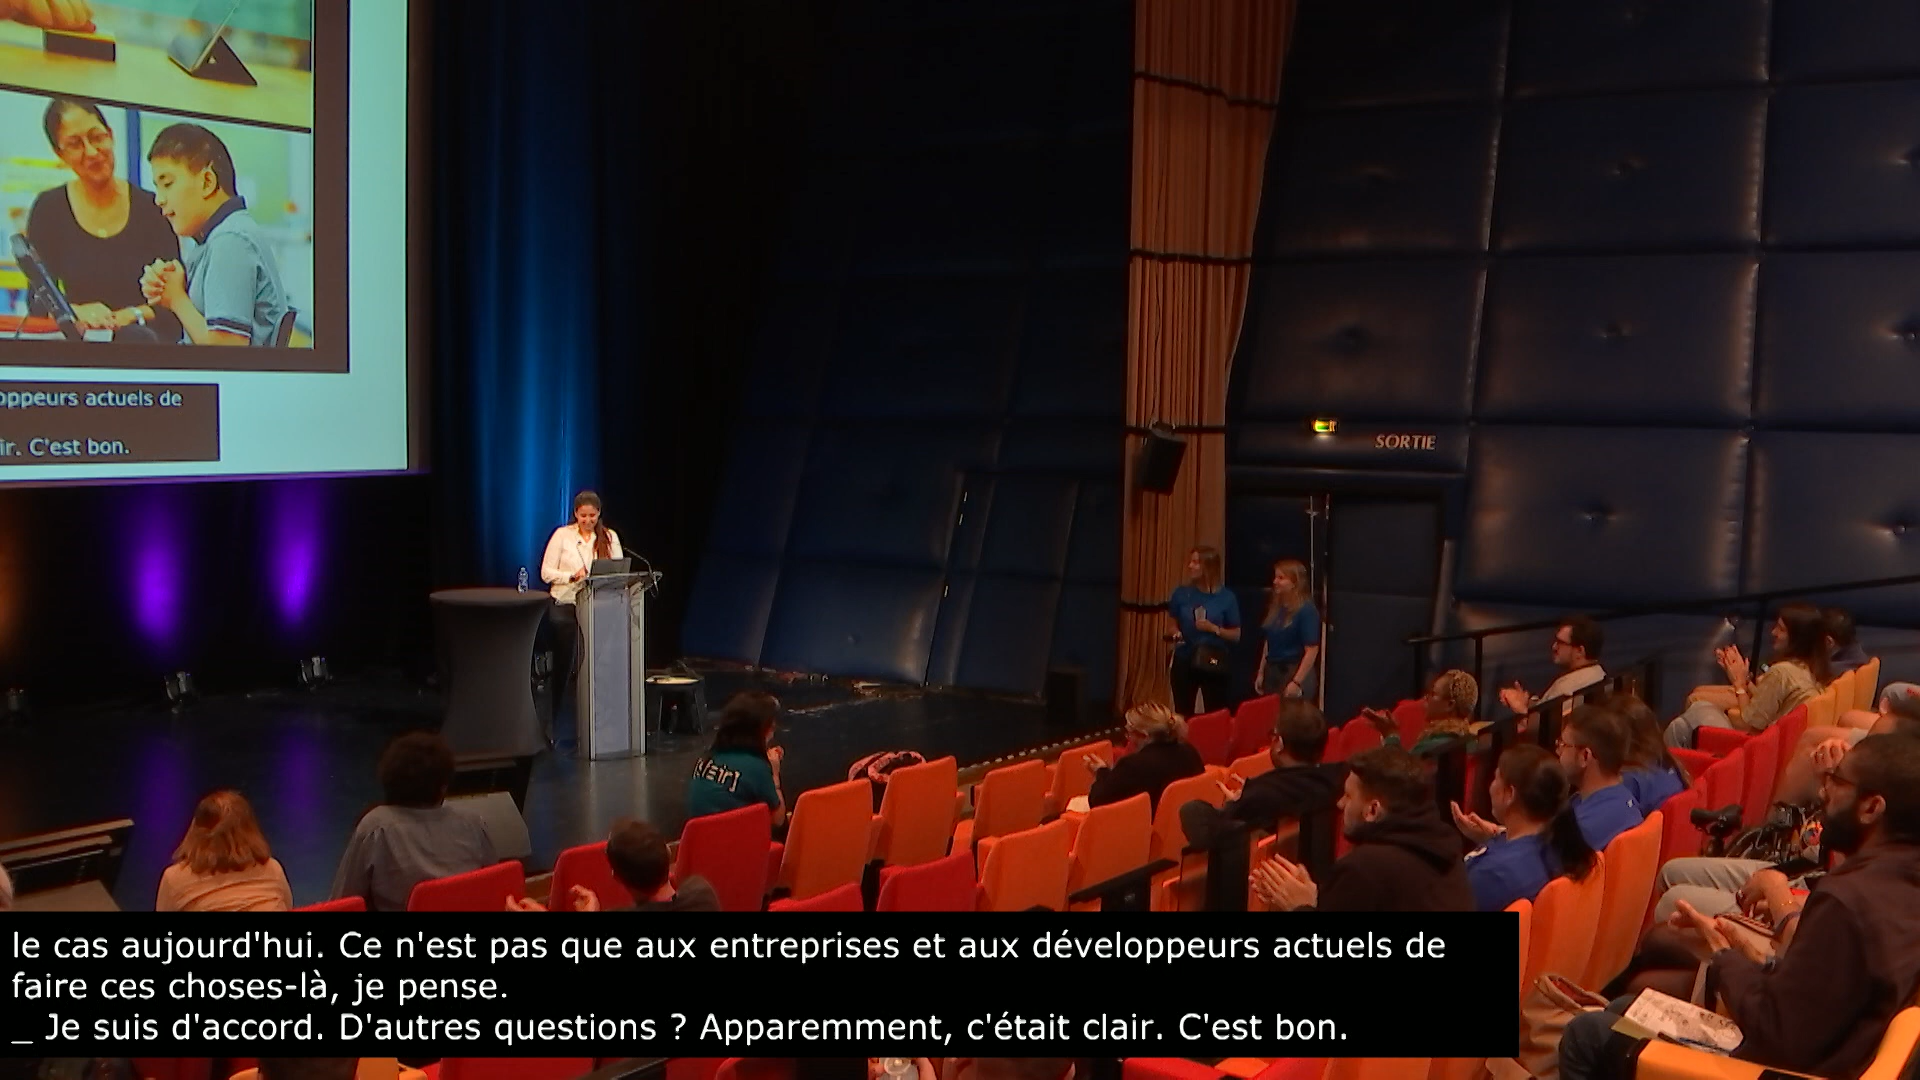 oppeurs actuels de
ir. C'est bon.
SORTIE
le cas aujourd'hui. Ce n'est pas que aux entreprises et aux développeurs actuels de
faire ces choses-là, je pense.
_ Je suis d'accord. D'autres questions ? Apparemment, c'était clair. C'est bon.